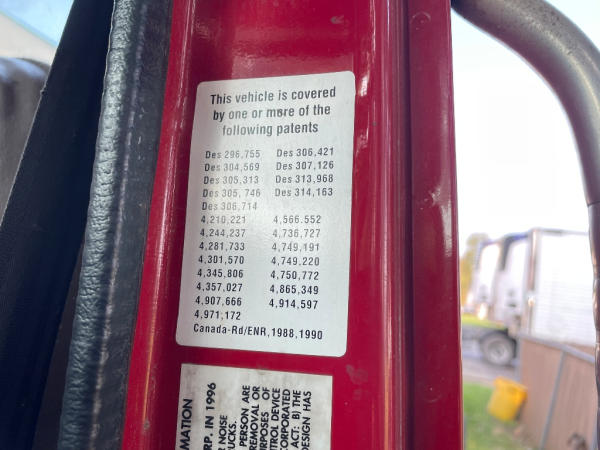 This vehicle is covered
by one or more of the
following patents
Des 296,755 Des 306,421
Des 304,569 Des 307,126
Des 305,313 Des 313,968
Des 305, 746 Des 314,163
Des 306,714
4,210,221 4,566.552
4,244,237 4,736,727
4,281,733 4,749,191
4,301,570 4,749,220
4,345,806 4,750,772
4,357,027 4,865,349
4,907,666 4,914,597
4,971,172
Canada-Rd/ENR,1988,1990
MATION
RP. IN 1996
R NOISE
UCKS.
PERSON ARE
REMOVAL OR
RPOSES OF
TROL DEVICE
CORPORATED
ACT: B) THE
DESIGN HAS